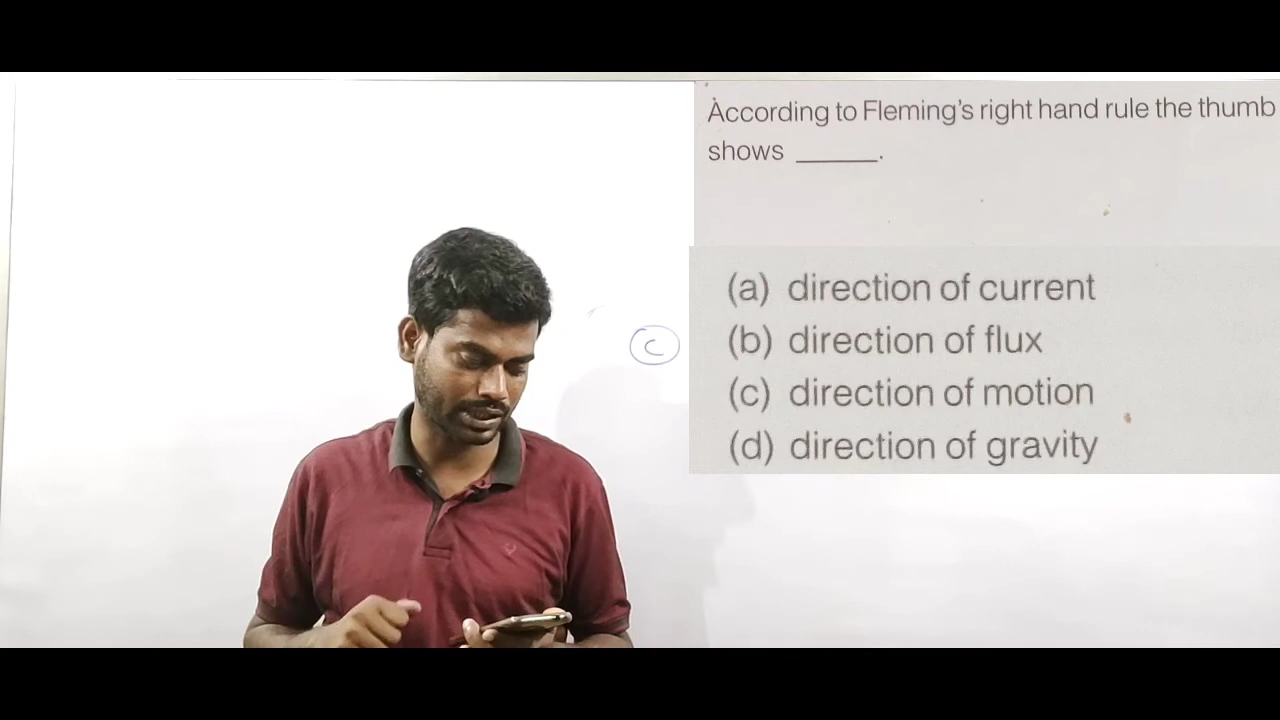 According to Fleming's right hand rule the thumb
shows ______.
C
(a) direction of current
(b) direction of flux
(c) direction of motion
(d) direction of gravity